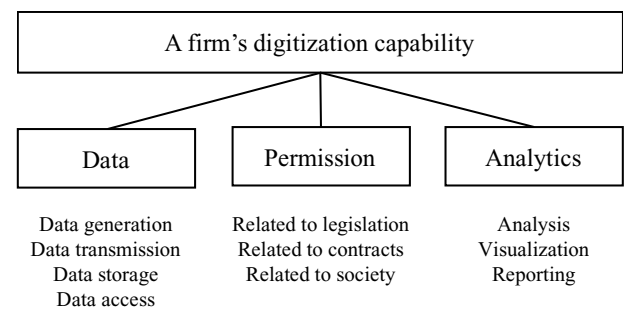 A firm’s digitization capability
Data
Permission
Analytics
Data generation
Data transmission
Data storage
Data access
Related to legislation
Related to contracts
Related to society
Analysis
Visualization
Reporting